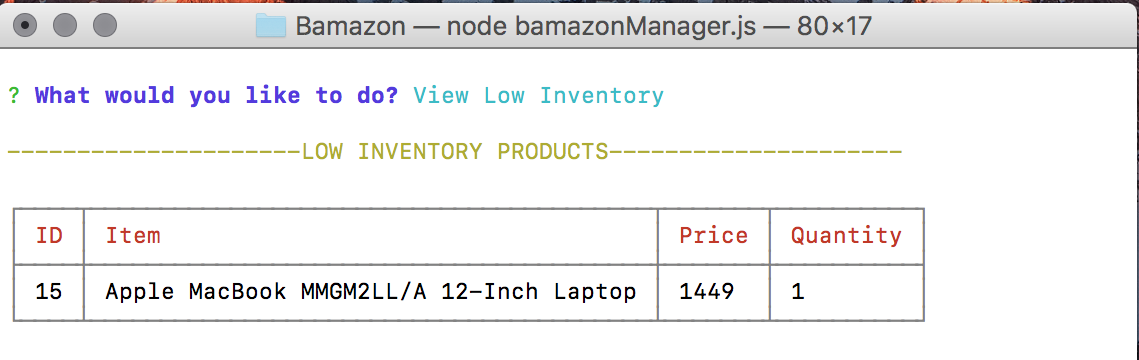 Bamazon — node bamazonManager.js — 80×17
? What would you like to do? View Low Inventory
---------------------LOW INVENTORY PRODUCTS---------------------
ID Item Price Quantity
15 Apple MacBook MMGM2LL/A 12-Inch Laptop 1449 1